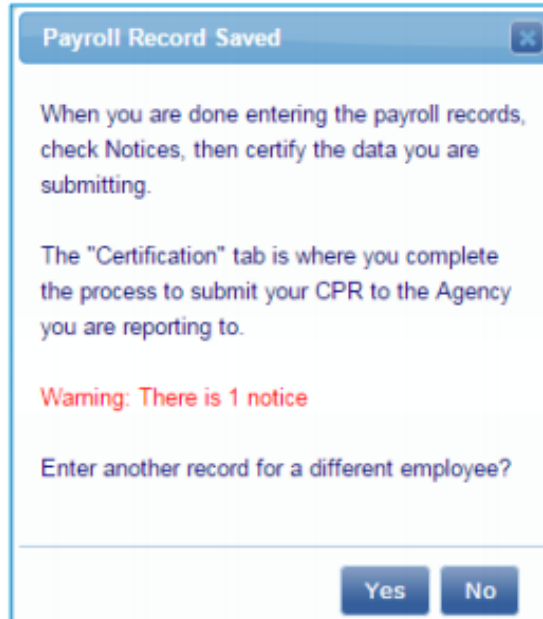 Payroll Record Saved
When you are done entering the payroll records,
check Notices, then certify the data you are
submitting.
The "Certification" tab is where you complete
the process to submit your CPR to the Agency
you are reporting to.
Warning: There is 1 notice
Enter another record for a different employee?
Yes No